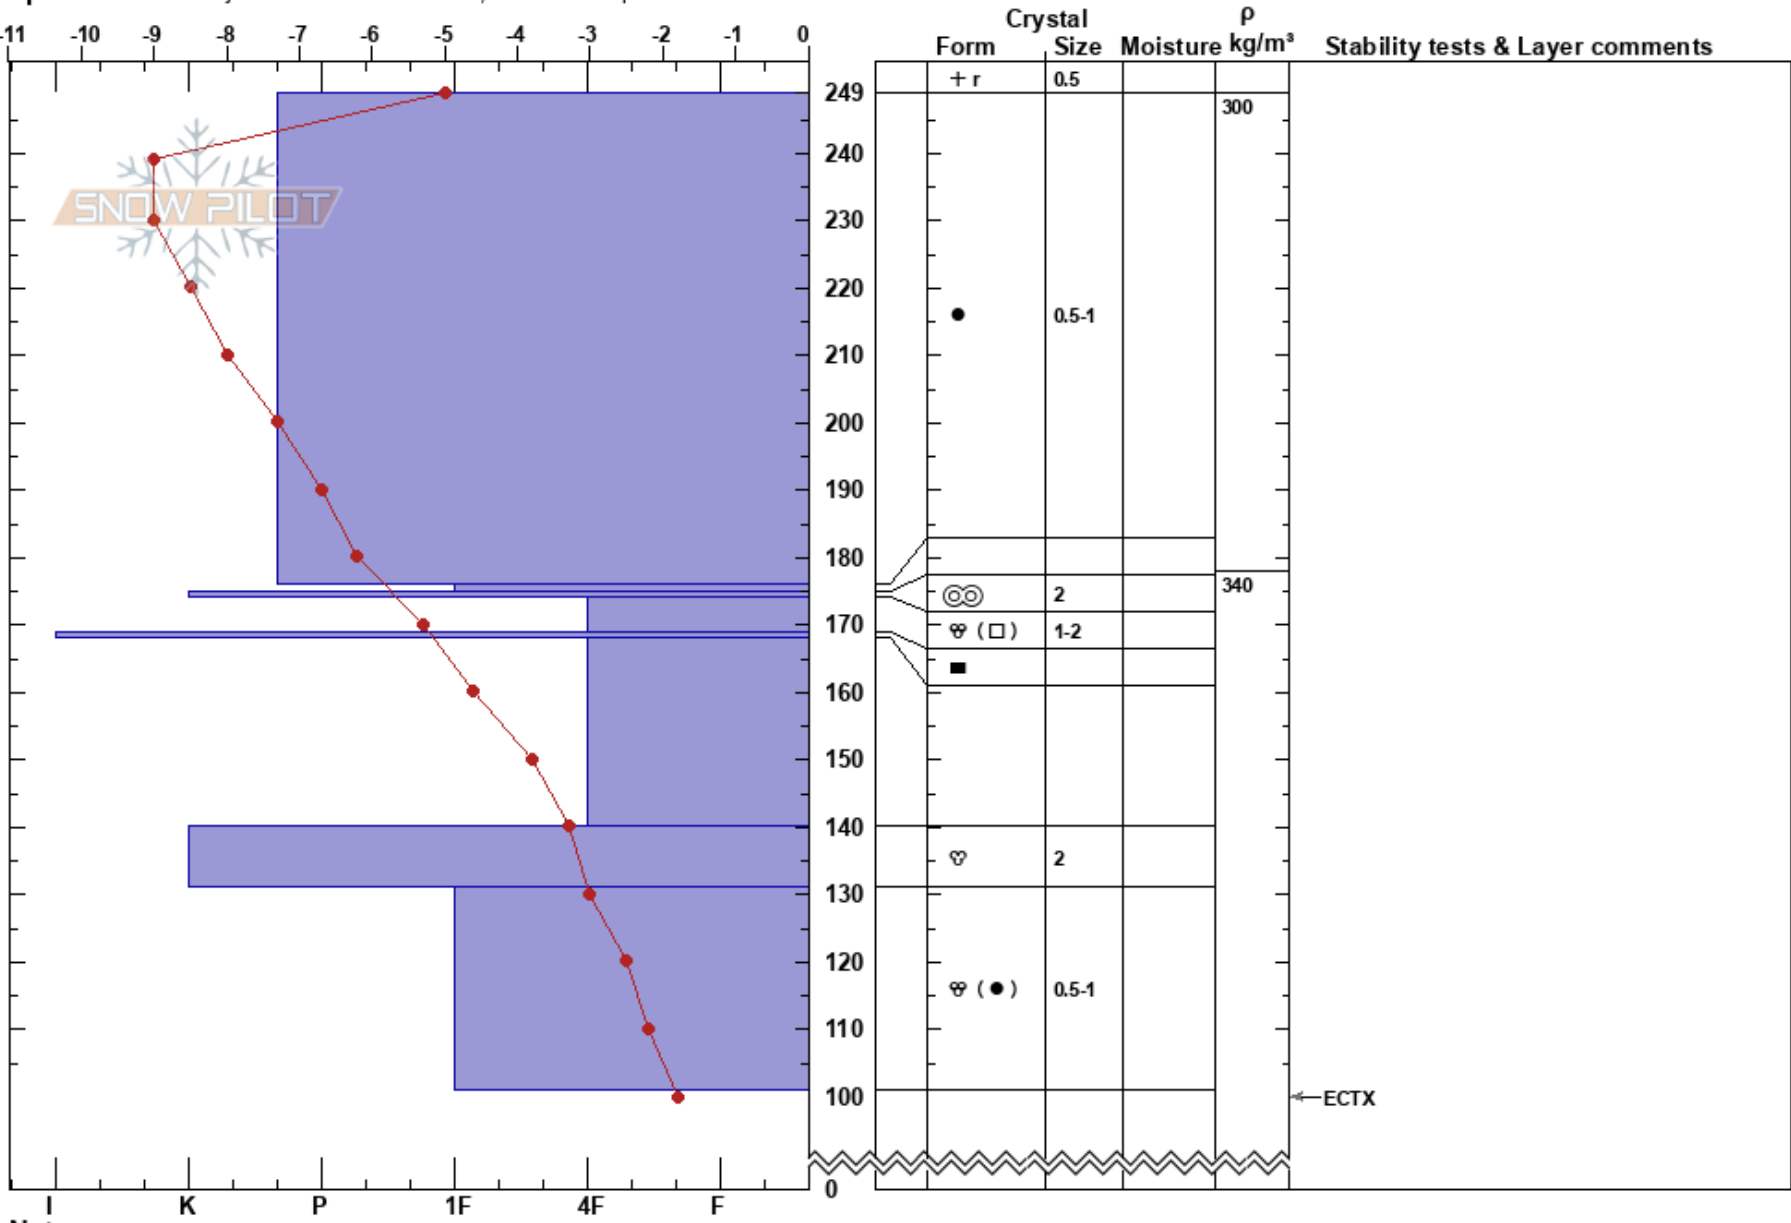 Crystal ρ
-11 -10 -9 -8 -7 -6 -5 -4 -3 -2 -1 0 Form Size Moisture kg/m³ Stability tests & Layer comments
+ r 0.5
249
300
240
SNOW PILOT
230
220
● 0.5-1
210
200
190
180
340
2
170
( □ ) 1-2
■
160
150
140
2
130
120
( ● ) 0.5-1
110
100 ECTX
0
I K P 1F 4F F